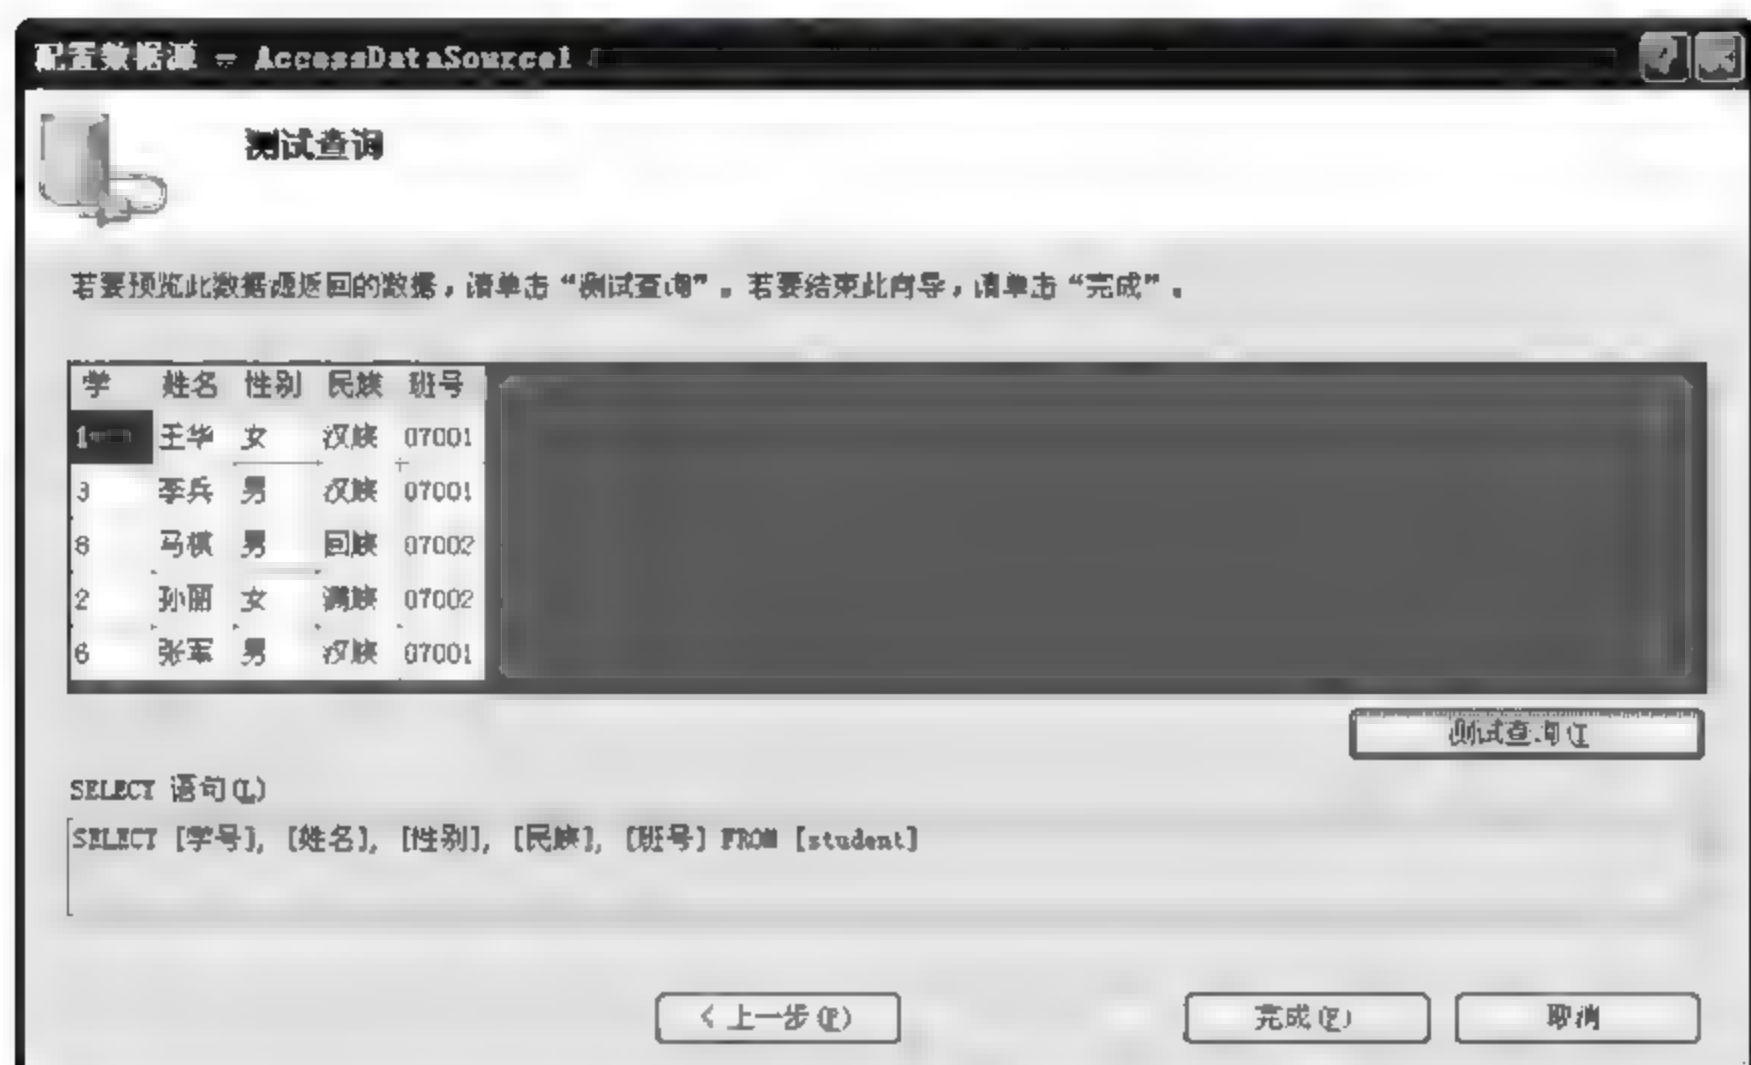 配置数据源 - AccessDataSource1
测试查询
若要预览此数据源返回的数据，请单击“测试查询”。若要结束此向导，请单击“完成”。
学 姓名 性别 民族 班号
1 王华 女 汉族 07001
3 李兵 男 汉族 07001
8 马棋 男 回族 07002
2 孙丽 女 满族 07002
6 张军 男 汉族 07001
测试查询(T
SELECT 语句(L)
SELECT [学号], [姓名], [性别], [民族], [班号] FROM [student]
< 上一步(P)
完成(F)
取消